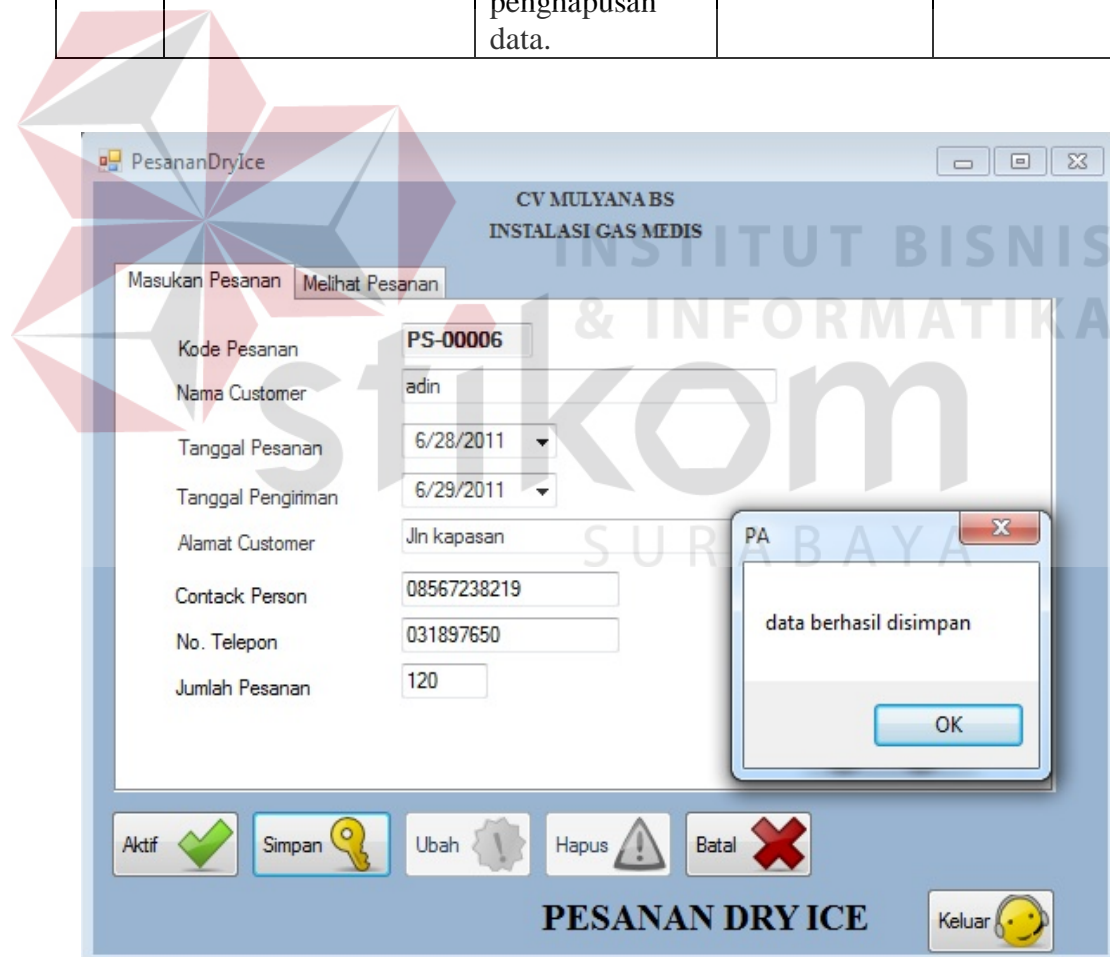 penghapusan
data.
PesananDryIce
CV MULYANA BS
INSTALASI GAS MEDIS
INSTITUT BISNIS
& INFORMATIKA
stikom
SURABAYA
Masukan Pesanan Melihat Pesanan
Kode Pesanan PS-00006
Nama Customer adin
Tanggal Pesanan 6/28/2011
Tanggal Pengiriman 6/29/2011
Alamat Customer Jln kapasan
Contack Person 08567238219
No. Telepon 031897650
Jumlah Pesanan 120
PA
data berhasil disimpan
OK
Aktif Simpan Ubah Hapus Batal
PESANAN DRY ICE
Keluar